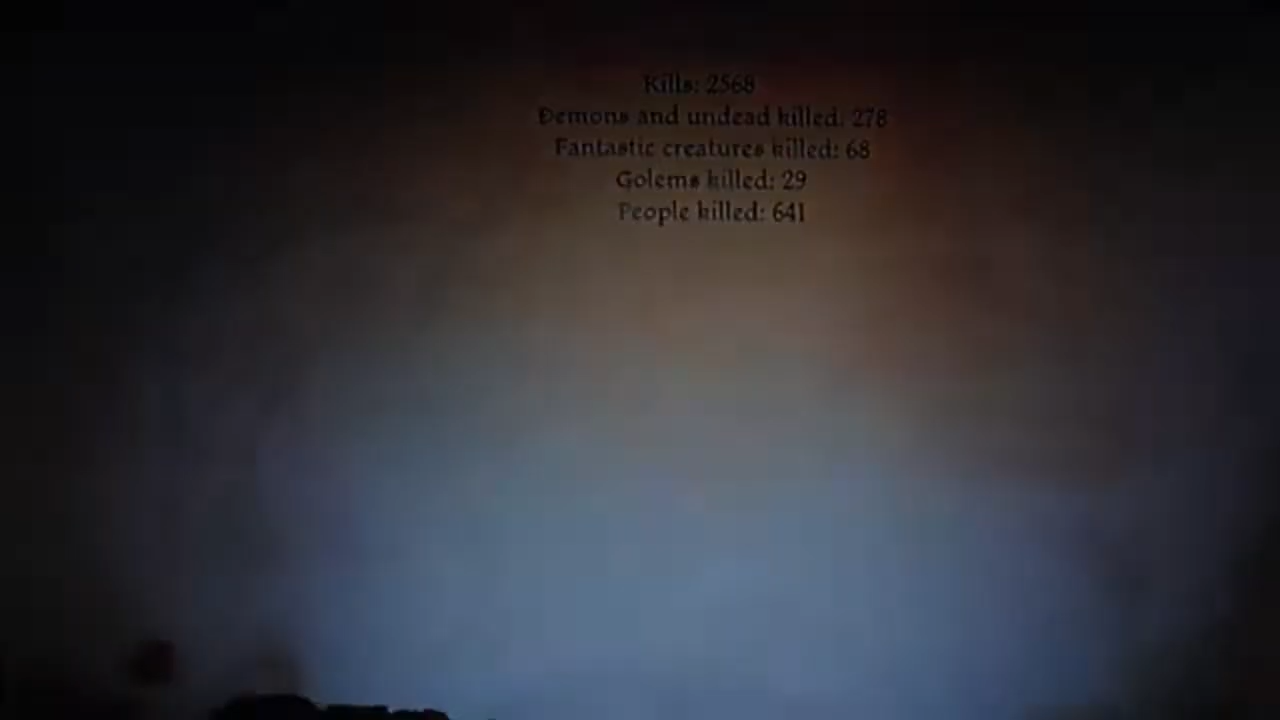 Kills: 2568
Demons and undead killed: 278
Fantastic creatures killed: 68
Golems killed: 29
People killed: 641